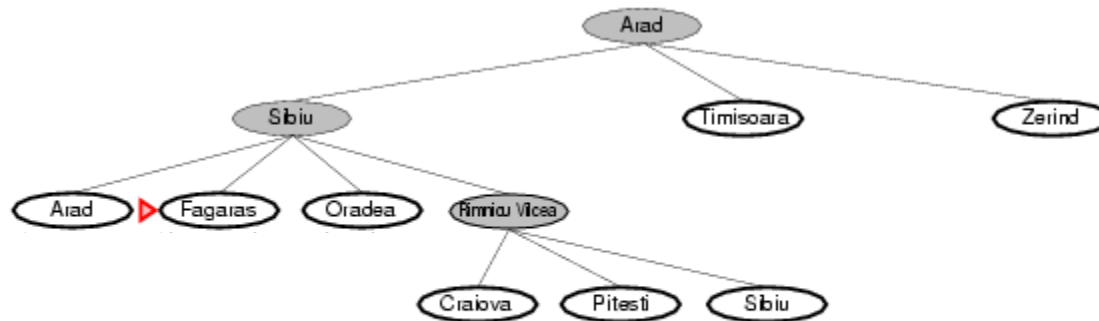 Arad
Sibiu Timisoara Zerind
Arad Fagaras Oradea Rimnicu Vilcea
Craiova Pitesti Sibiu